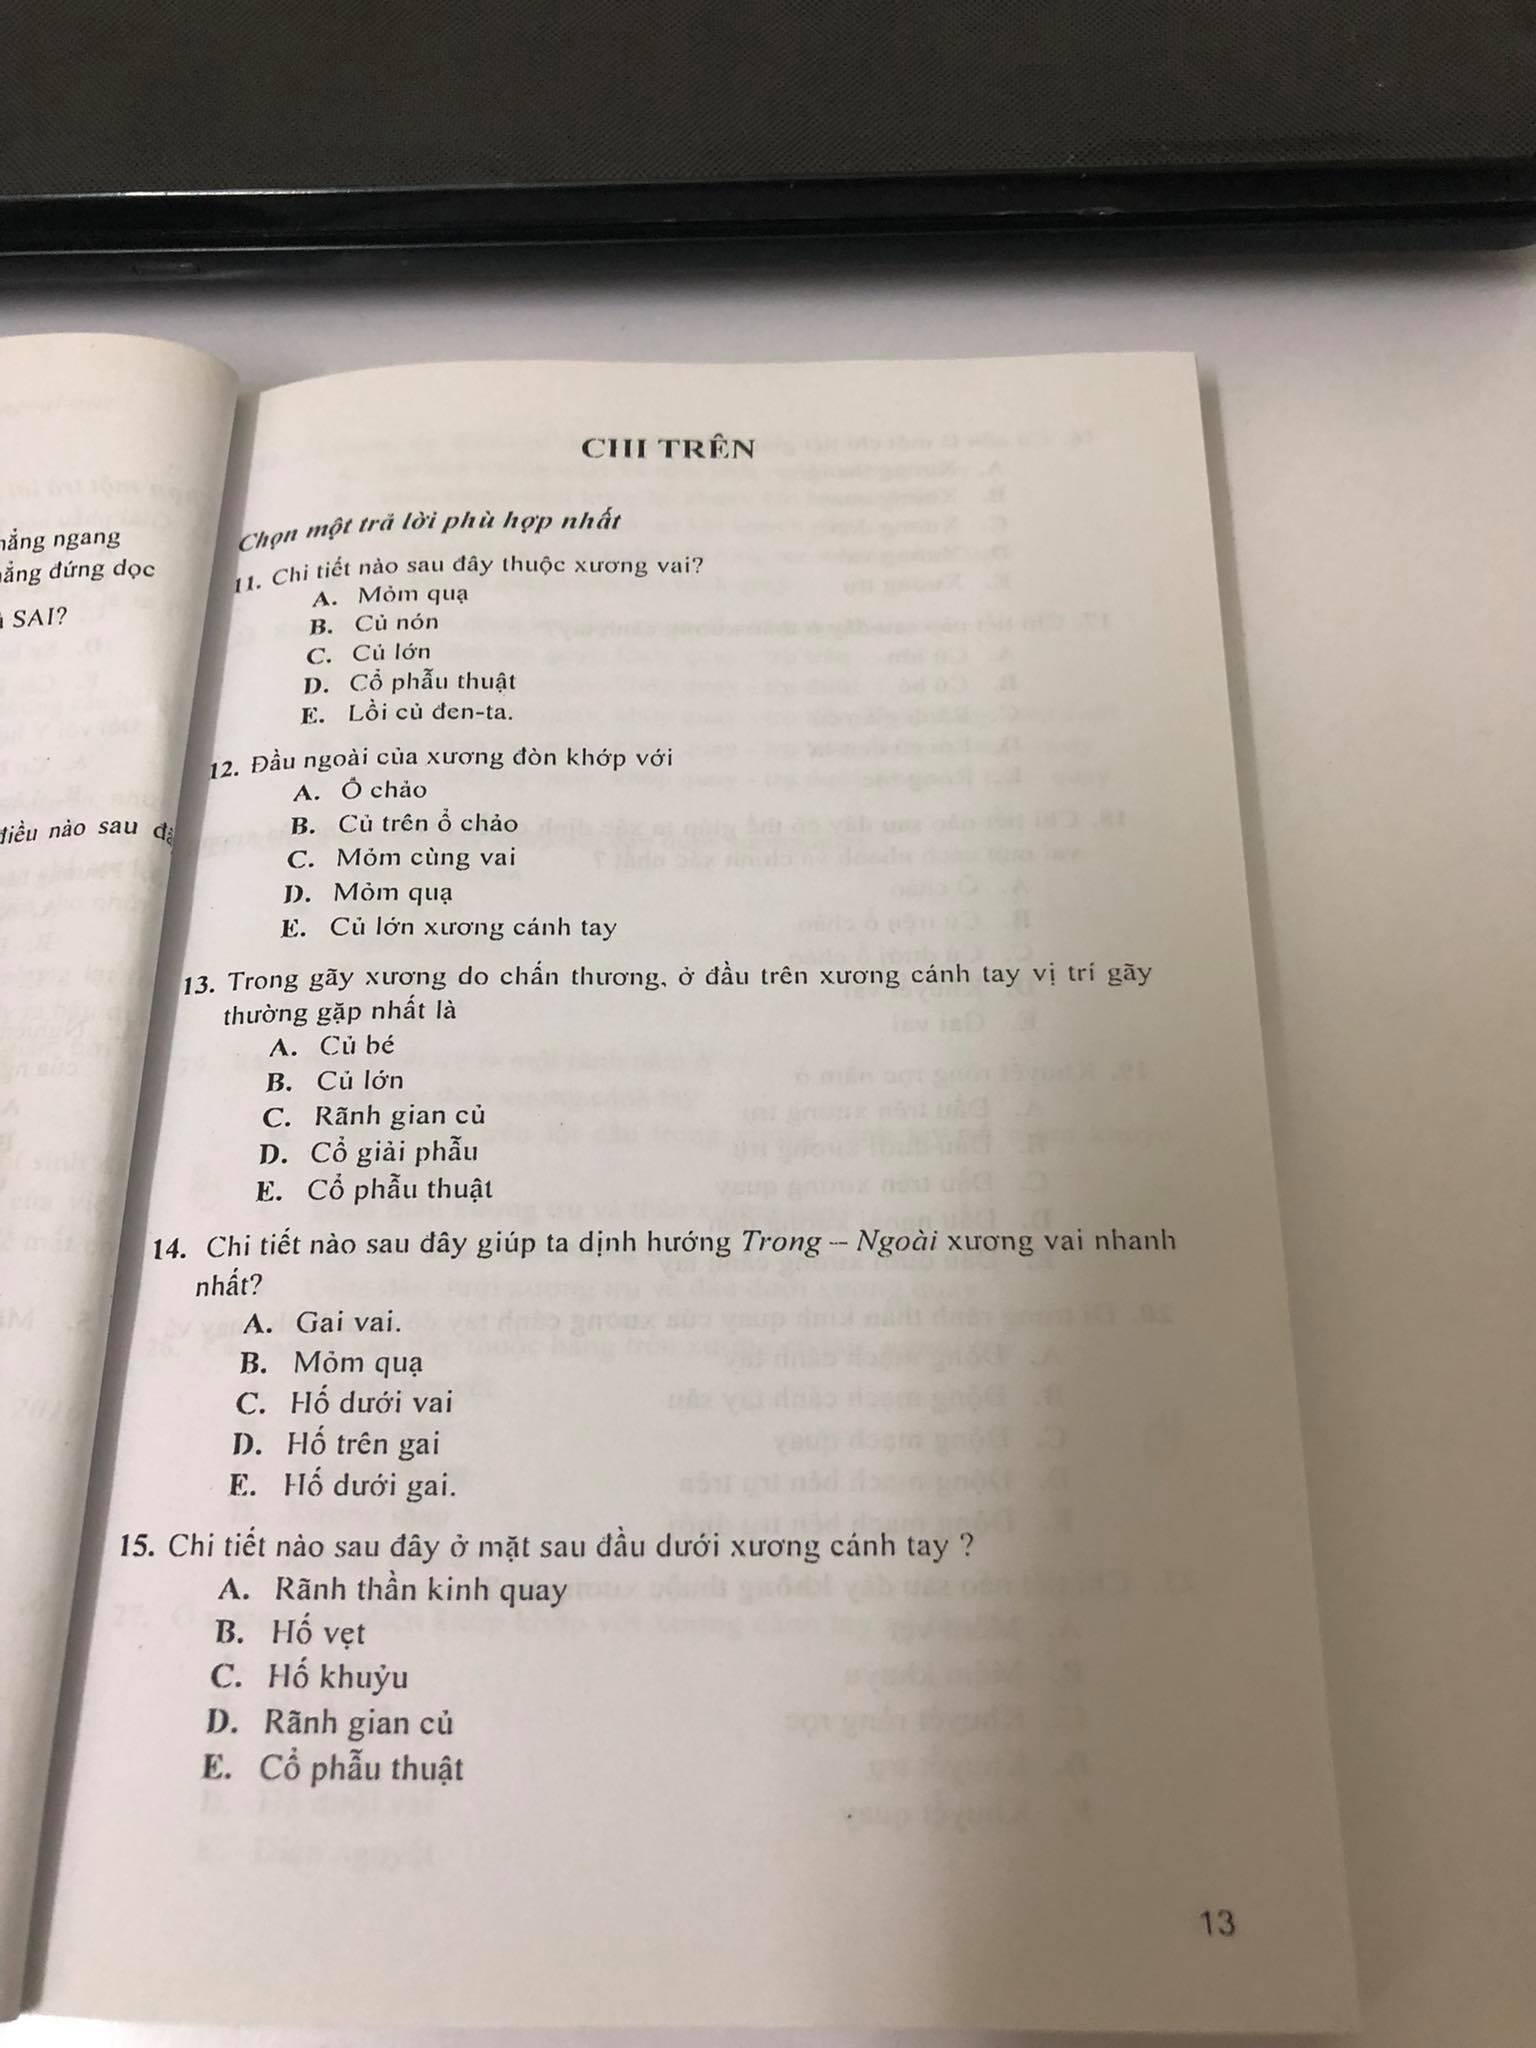 ẳng ngang
ẳng đứng dọc
SAI?
điều nào sau
CHI TRÊN
Chọn một trả lời phù hợp nhất
11. Chi tiết nào sau đây thuộc xương vai?
A. Mỏm quạ
B. Củ nón
C. Củ lớn
D. Cổ phẫu thuật
E. Lồi củ đen-ta.
12. Đầu ngoài của xương đòn khớp với
A. Ổ chảo
B. Củ trên ổ chảo
C. Mỏm cùng vai
D. Mỏm quạ
E. Củ lớn xương cánh tay
13. Trong gãy xương do chấn thương, ở đầu trên xương cánh tay vị trí gãy
thường gặp nhất là
A. Củ bé
B. Củ lớn
C. Rãnh gian củ
D. Cổ giải phẫu
E. Cổ phẫu thuật
14. Chi tiết nào sau đây giúp ta định hướng Trong – Ngoài xương vai nhanh
nhất?
A. Gai vai.
B. Mỏm quạ
C. Hố dưới vai
D. Hố trên gai
E. Hố dưới gai.
15. Chi tiết nào sau đây ở mặt sau đầu dưới xương cánh tay ?
A. Rãnh thần kinh quay
B. Hố vẹt
C. Hố khuỷu
D. Rãnh gian củ
E. Cổ phẫu thuật
13